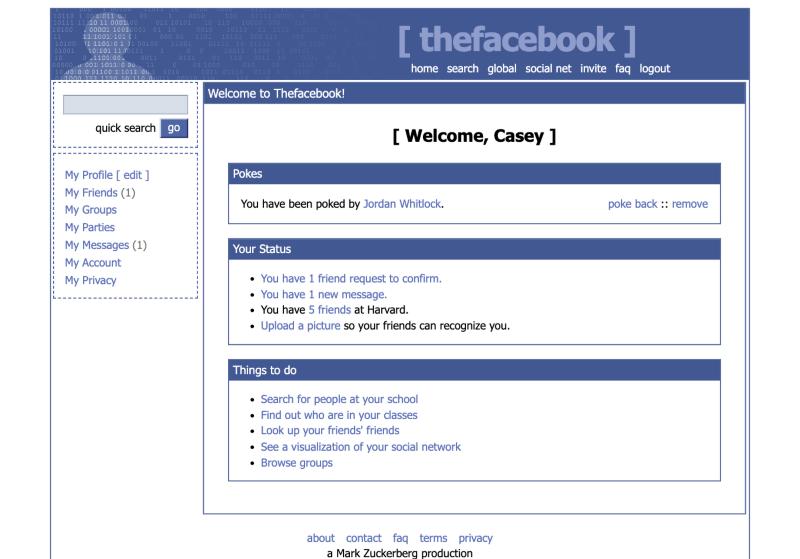 [ thefacebook ]
home search global social net invite faq logout
quick search go
My Profile [ edit ]
My Friends (1)
My Groups
My Parties
My Messages (1)
My Account
My Privacy
Welcome to Thefacebook!
[ Welcome, Casey ]
Pokes
You have been poked by Jordan Whitlock. poke back :: remove
Your Status
• You have 1 friend request to confirm.
• You have 1 new message.
• You have 5 friends at Harvard.
• Upload a picture so your friends can recognize you.
Things to do
• Search for people at your school
• Find out who are in your classes
• Look up your friends' friends
• See a visualization of your social network
• Browse groups
about contact faq terms privacy
a Mark Zuckerberg production